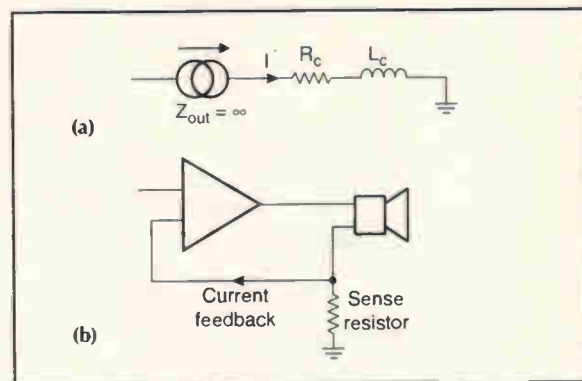 I
R_c
L_c
Z_out = ∞
(a)
Current
feedback
Sense
resistor
(b)